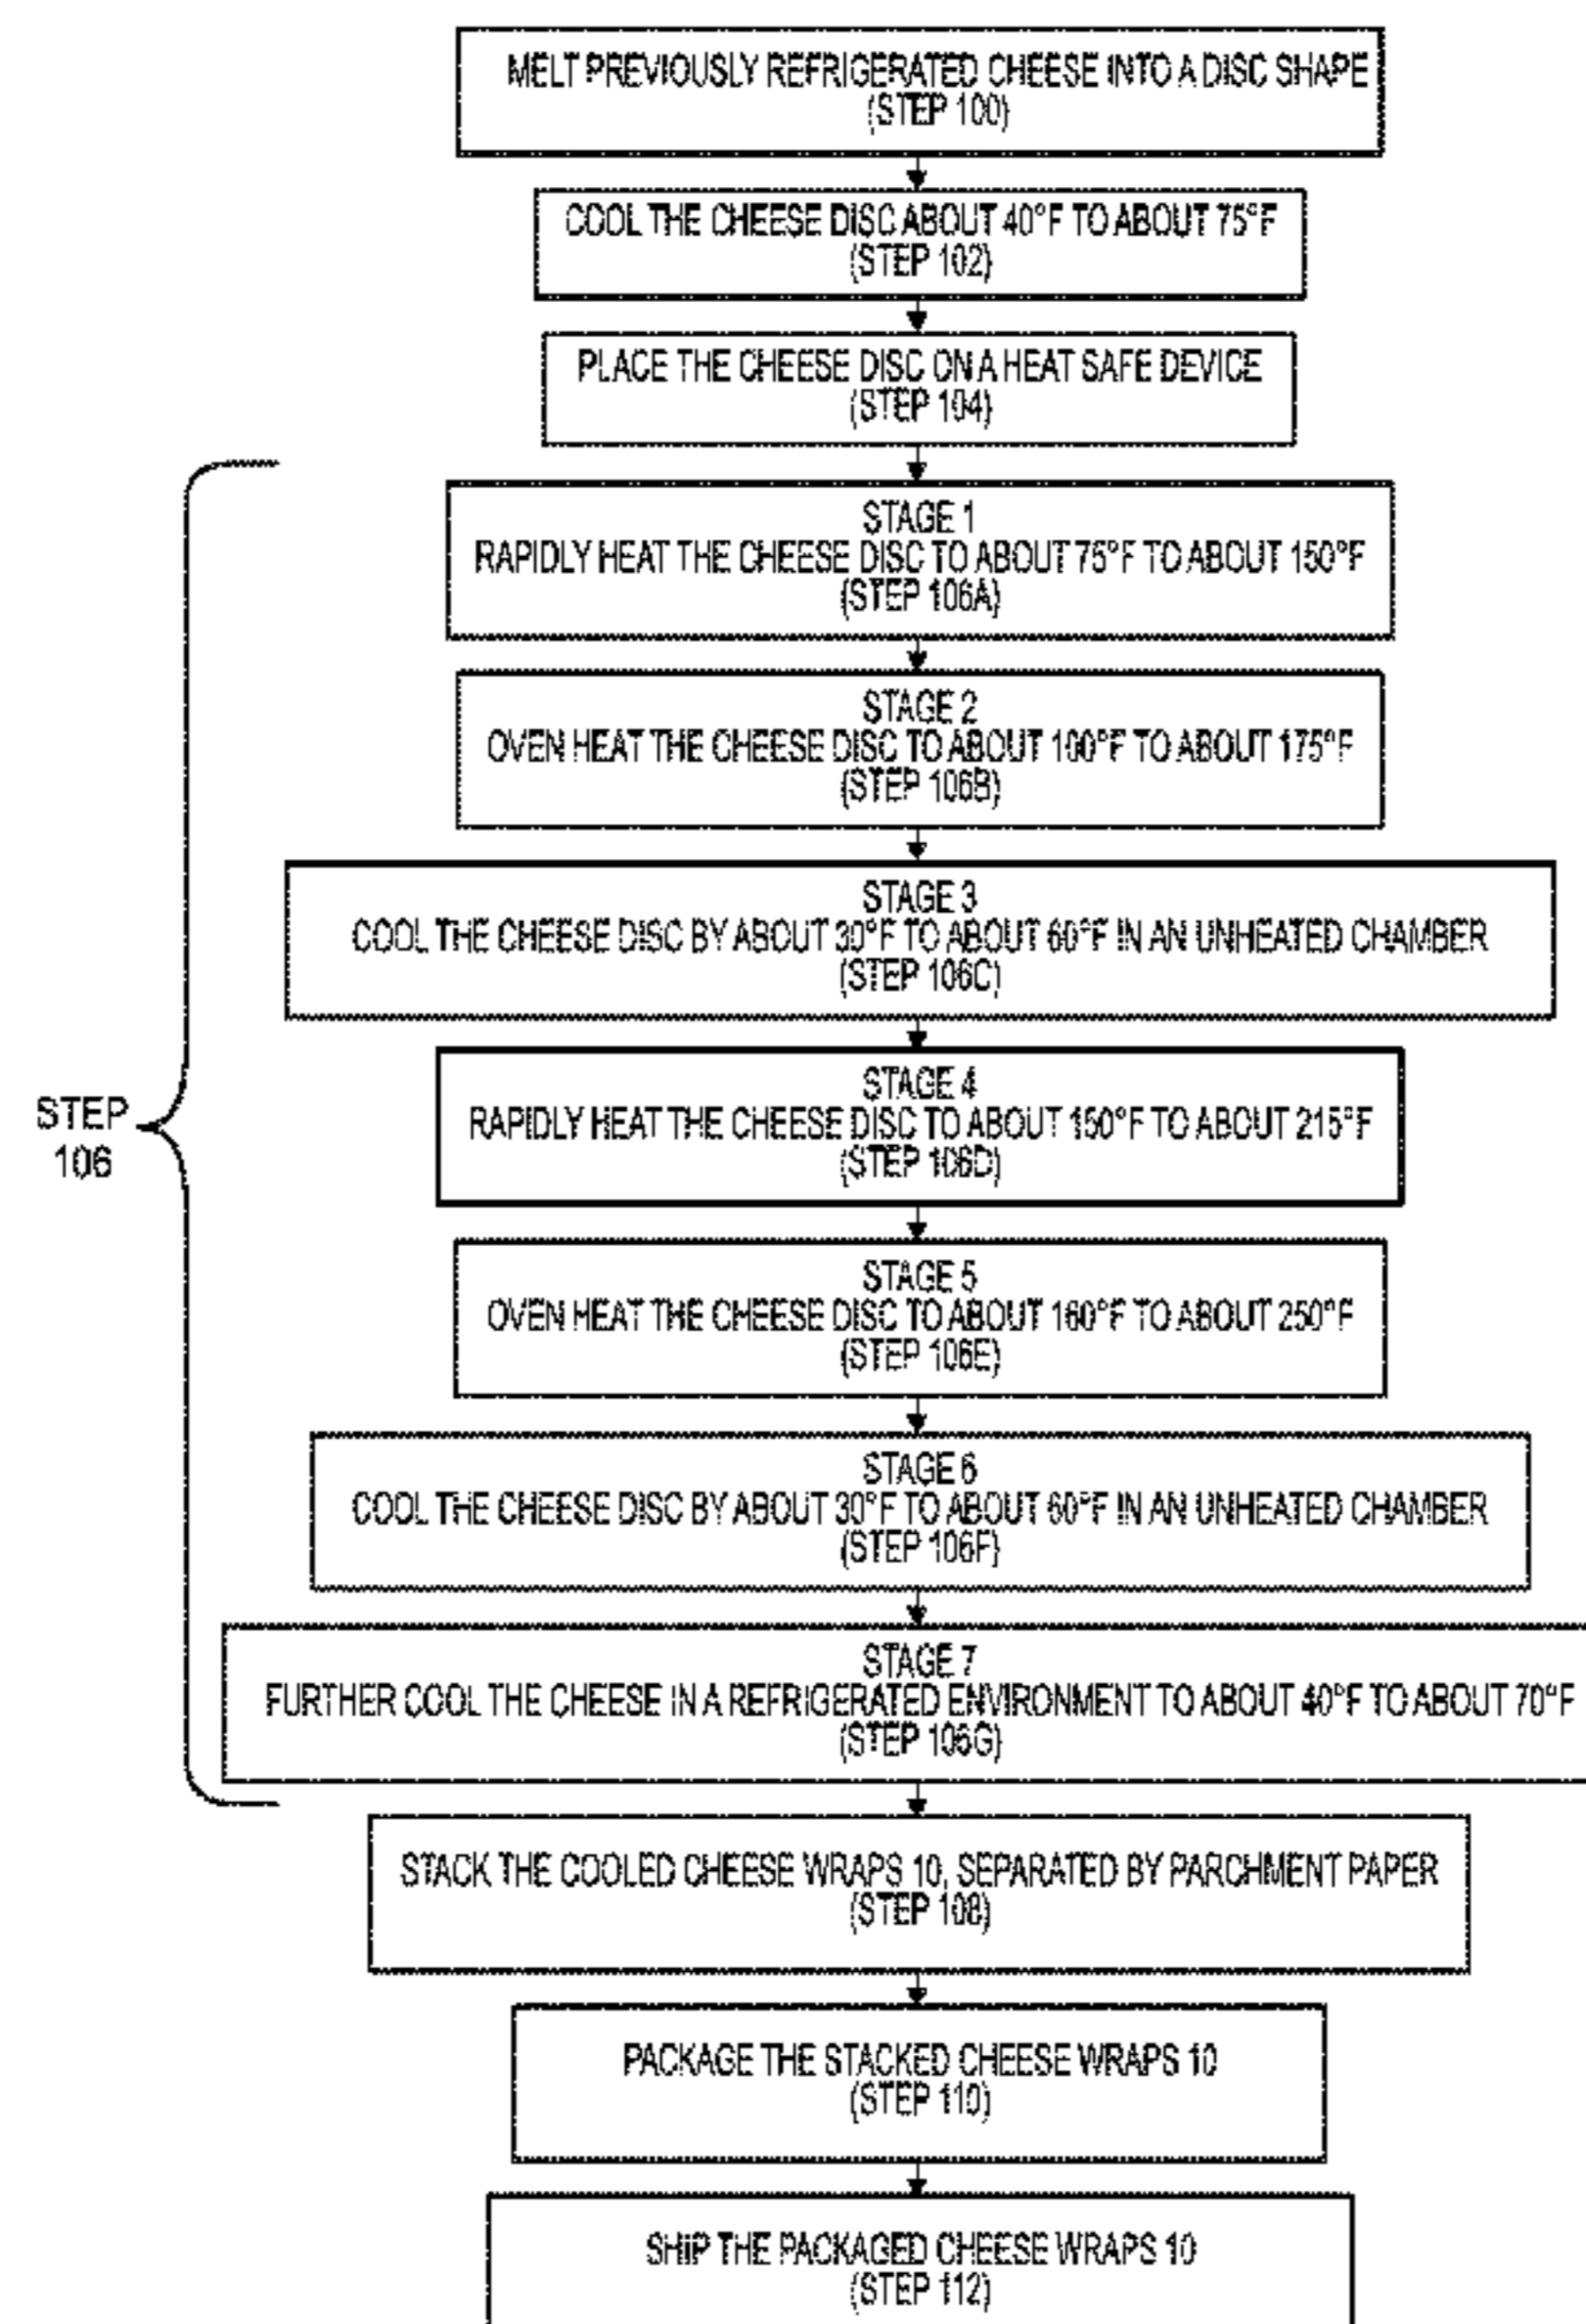 MELT PREVIOUSLY REFRIGERATED CHEESE INTO A DISC SHAPE
(STEP 100)
COOL THE CHEESE DISC ABOUT 40°F TO ABOUT 75°F
(STEP 102)
PLACE THE CHEESE DISC ON A HEAT SAFE DEVICE
(STEP 104)
STAGE 1
RAPIDLY HEAT THE CHEESE DISC TO ABOUT 75°F TO ABOUT 150°F
(STEP 106A)
STAGE 2
OVEN HEAT THE CHEESE DISC TO ABOUT 100°F TO ABOUT 175°F
(STEP 106B)
STAGE 3
COOL THE CHEESE DISC BY ABOUT 30°F TO ABOUT 60°F IN AN UNHEATED CHAMBER
(STEP 106C)
STEP
106
STAGE 4
RAPIDLY HEAT THE CHEESE DISC TO ABOUT 150°F TO ABOUT 215°F
(STEP 106D)
STAGE 5
OVEN HEAT THE CHEESE DISC TO ABOUT 160°F TO ABOUT 250°F
(STEP 106E)
STAGE 6
COOL THE CHEESE DISC BY ABOUT 30°F TO ABOUT 60°F IN AN UNHEATED CHAMBER
(STEP 106F)
STAGE 7
FURTHER COOL THE CHEESE IN A REFRIGERATED ENVIRONMENT TO ABOUT 40°F TO ABOUT 70°F
(STEP 106G)
STACK THE COOLED CHEESE WRAPS 10, SEPARATED BY PARCHMENT PAPER
(STEP 108)
PACKAGE THE STACKED CHEESE WRAPS 10
(STEP 110)
SHIP THE PACKAGED CHEESE WRAPS 10
(STEP 112)